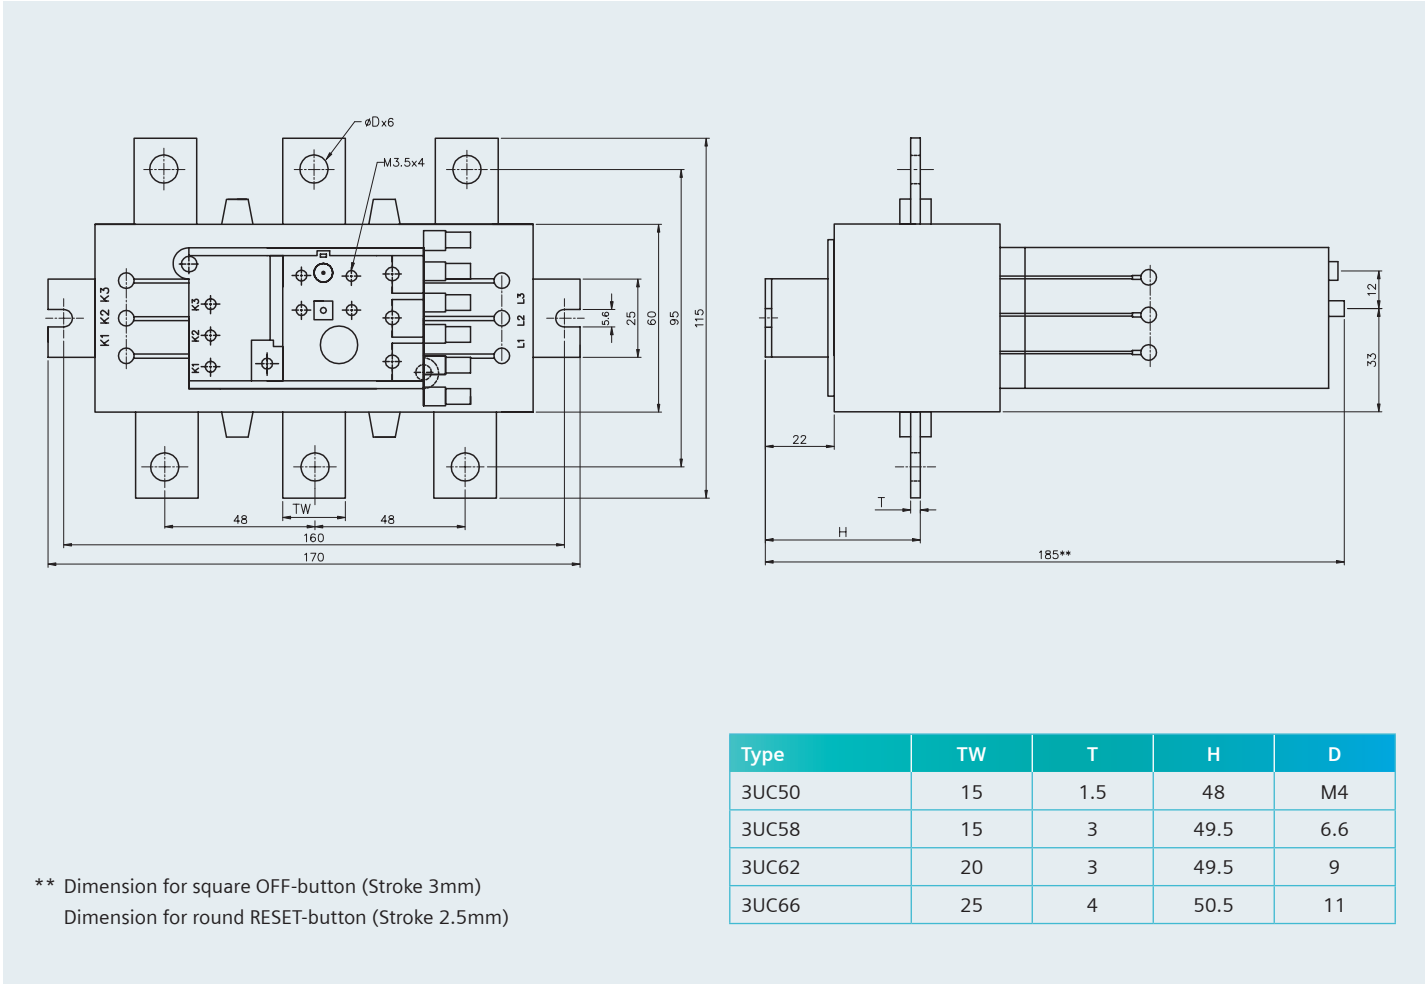 øDx6
M3.5x4
K3
K2
K1
K3
K2
K1
L3
L2
L1
5.6
25
60
95
115
TW
48
48
160
170
12
33
22
T
H
185**
Type TW T H D
3UC50 15 1.5 48 M4
3UC58 15 3 49.5 6.6
3UC62 20 3 49.5 9
3UC66 25 4 50.5 11
** Dimension for square OFF-button (Stroke 3mm)
Dimension for round RESET-button (Stroke 2.5mm)